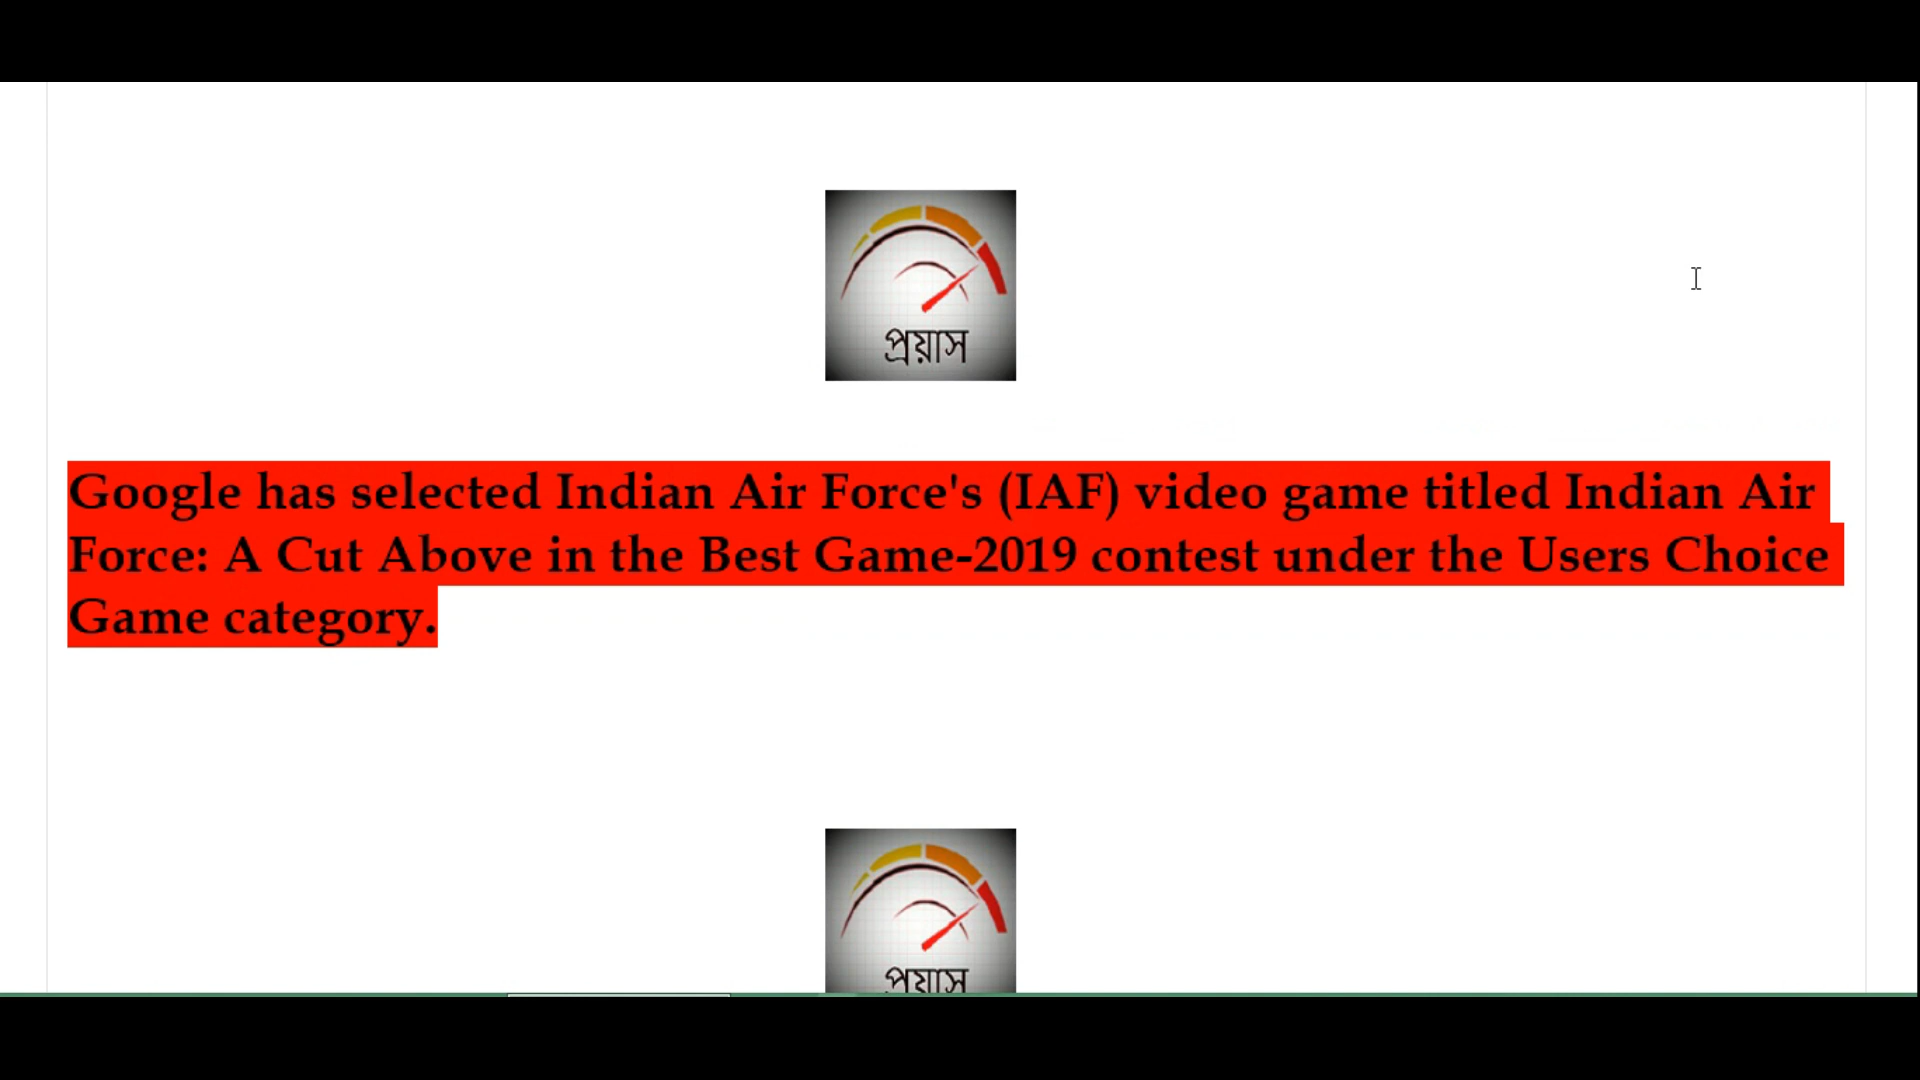 প্রয়াস
Google has selected Indian Air Force's (IAF) video game titled Indian Air
Force: A Cut Above in the Best Game-2019 contest under the Users Choice
Game category.
প্রয়াস